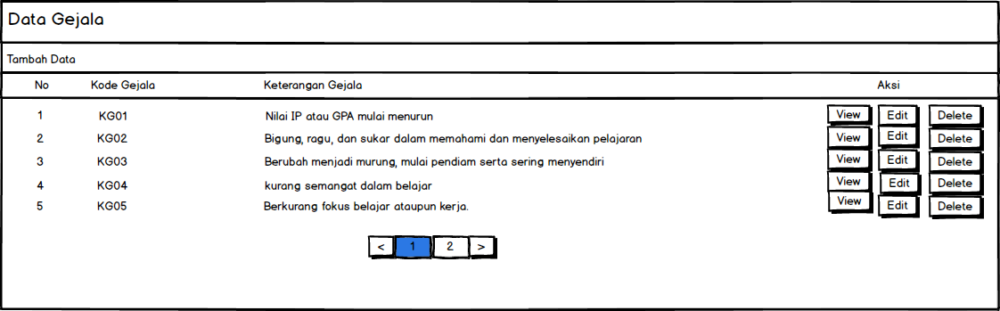 Data Gejala
Tambah Data
No Kode Gejala Keterangan Gejala Aksi
1 KG01 Nilai IP atau GPA mulai menurun View Edit Delete
2 KG02 Bigung, ragu, dan sukar dalam memahami dan menyelesaikan pelajaran View Edit Delete
3 KG03 Berubah menjadi murung, mulai pendiam serta sering menyendiri View Edit Delete
4 KG04 kurang semangat dalam belajar View Edit Delete
5 KG05 Berkurang fokus belajar ataupun kerja. View Edit Delete
< 1 2 >